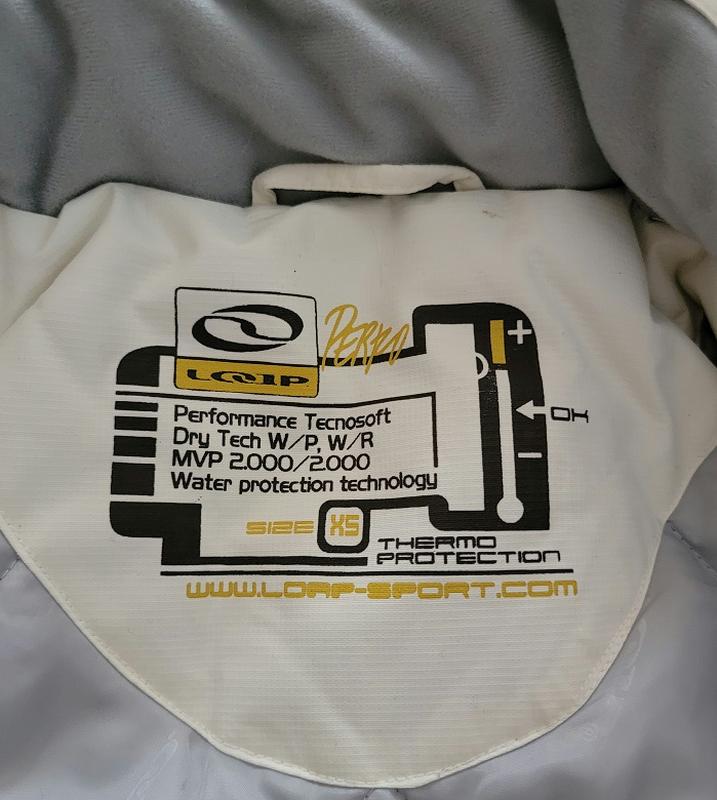 LOAP
Perfo
Performance Tecnosoft
Dry Tech W/P, W/R
MVP 2.000/2.000
Water protection technology
SIZE XS
THERMO
PROTECTION
+
OK
−
WWW.LOAP-SPORT.COM